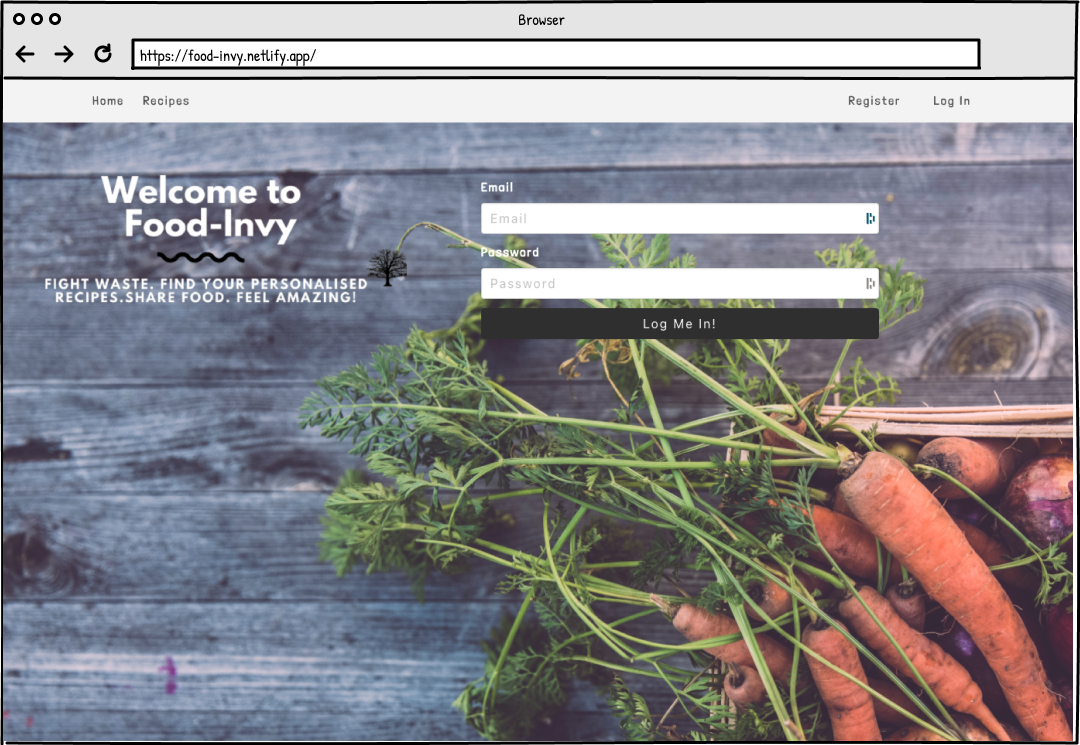 Browser
https://food-invy.netlify.app/
Home Recipes Register Log In
Welcome to
Food-Invy
FIGHT WASTE. FIND YOUR PERSONALISED
RECIPES.SHARE FOOD. FEEL AMAZING!
Email
Email
Password
Password
Log Me In!